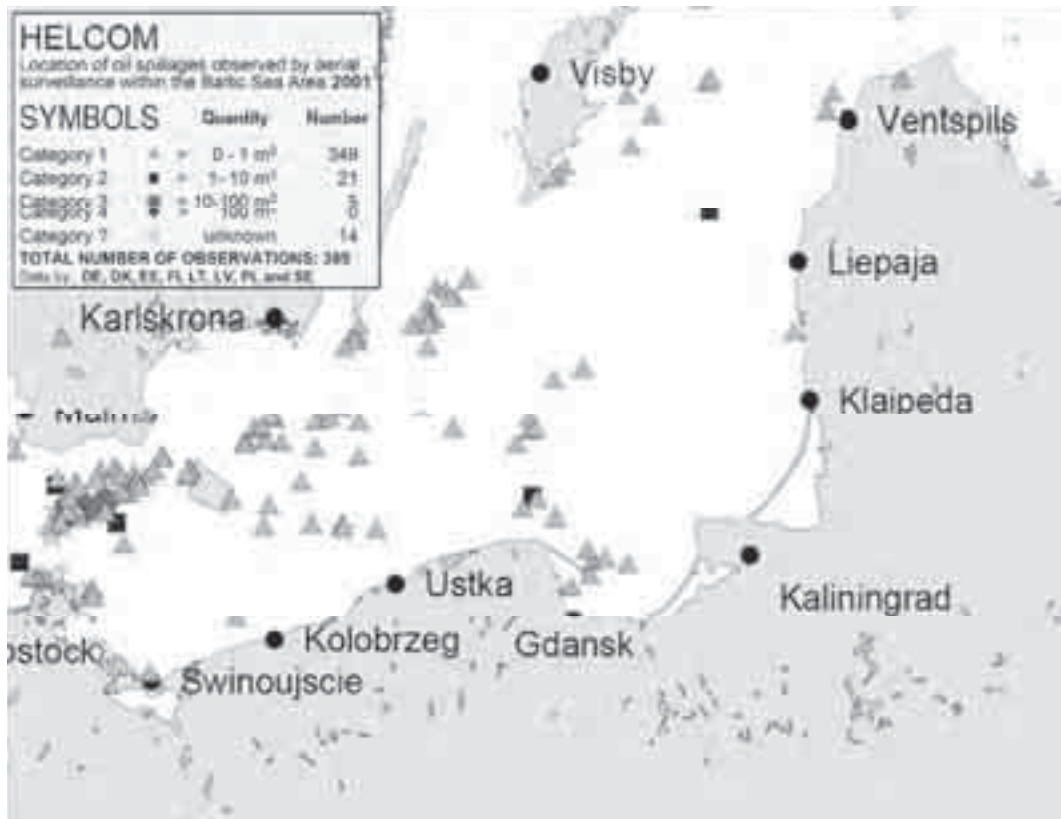 HELCOM
Location of oil spillages observed by aerial
surveillance within the Baltic Sea Area 2001
SYMBOLS Quantity Number
Category 1 0 - 1 m³ 348
Category 2 1-10 m³ 21
Category 3 10-100 m³
Category 4 100 m³ 0
Category ? unknown 14
TOTAL NUMBER OF OBSERVATIONS:
Data by: DE, DK, EE, FI, LT, LV, PL and SE
Visby
Ventspils
Liepaja
Karlskrona
Klaipeda
Ustka
Kaliningrad
ostock
Kolobrzeg
Gdansk
Swinoujscie